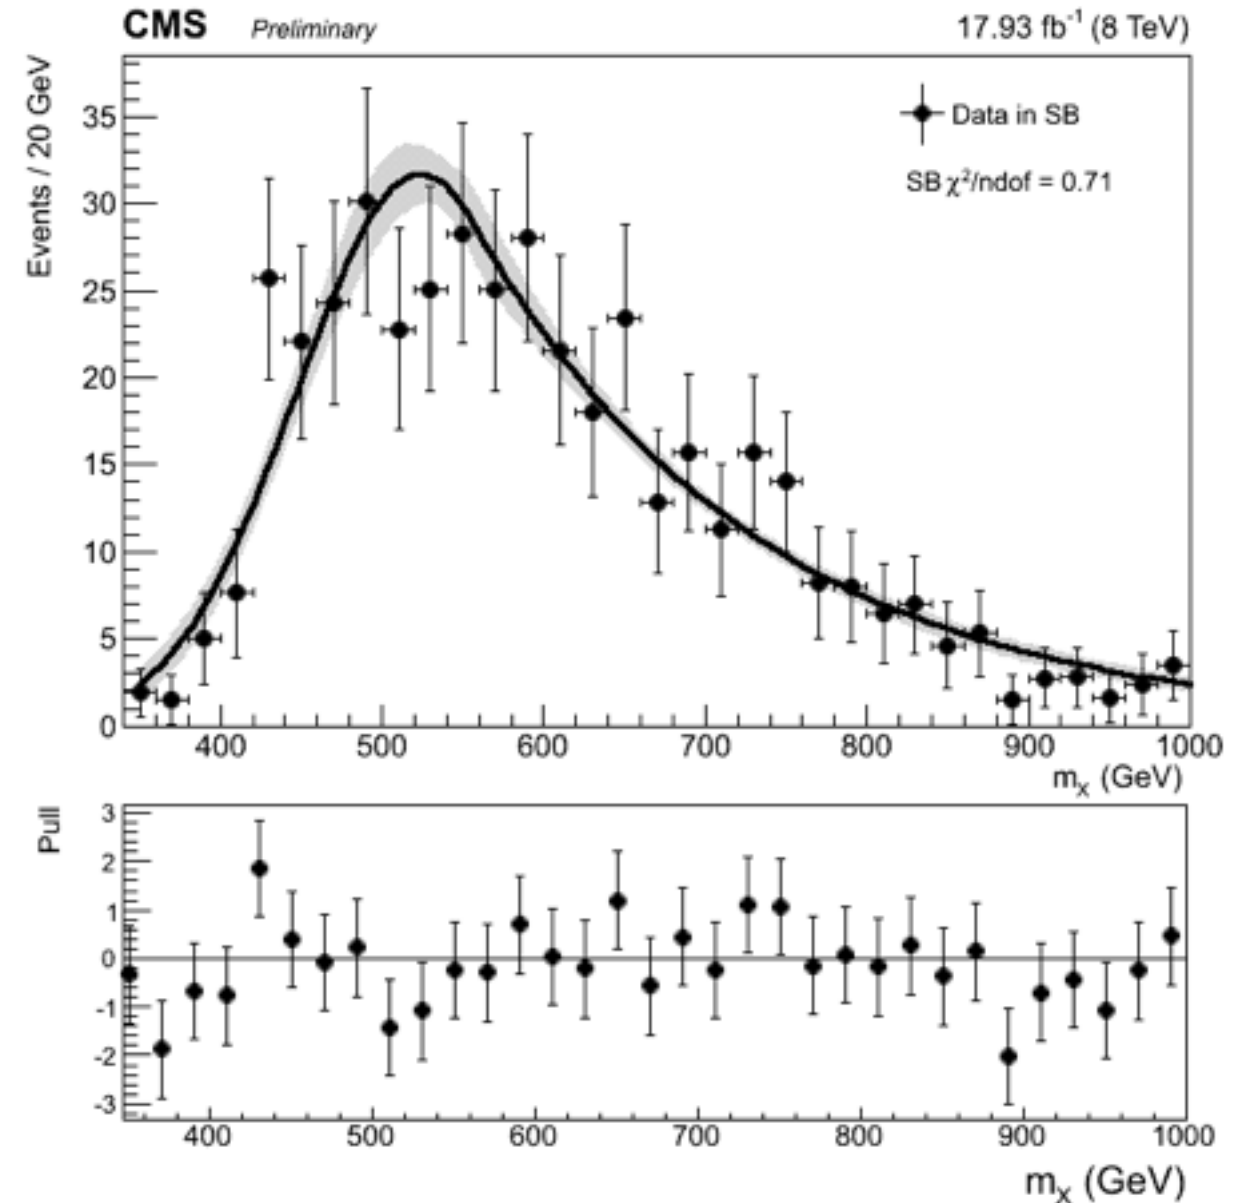 CMS Preliminary 17.93 fb⁻¹ (8 TeV)
Events / 20 GeV
35
30
25
20
15
10
5
0
Data in SB
SB χ²/ndof = 0.71
400 500 600 700 800 900 1000
mₓ (GeV)
Pull
3
2
1
0
-1
-2
-3
400 500 600 700 800 900 1000
mₓ (GeV)